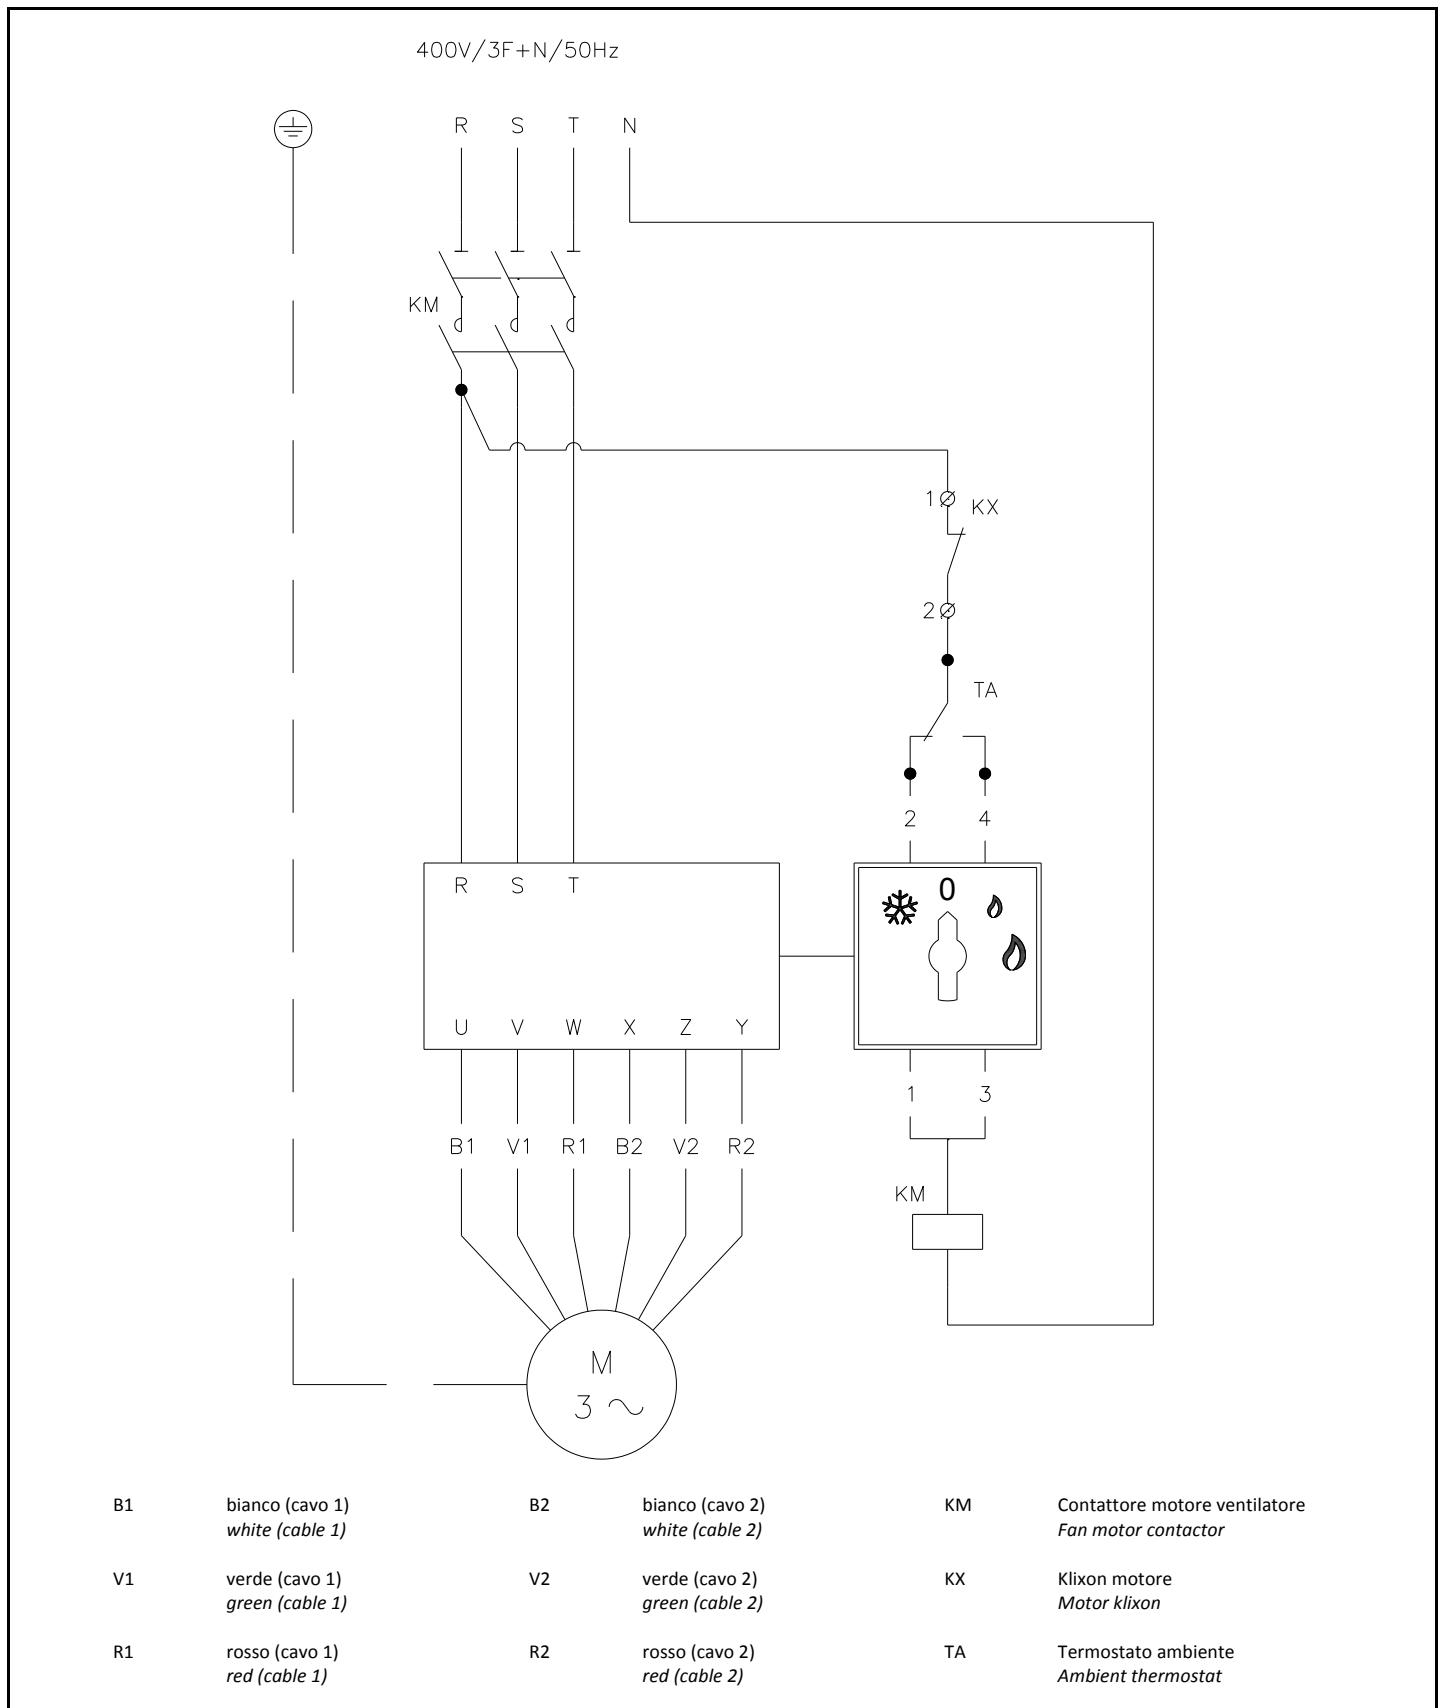 400V/3F+N/50Hz
R S T N
KM
1
KX
2
TA
2 4
R S T
0
U V W X Z Y
1 3
B1 V1 R1 B2 V2 R2
KM
M
3 ~
B1 bianco (cavo 1) B2 bianco (cavo 2) KM Contattore motore ventilatore
white (cable 1) white (cable 2) Fan motor contactor
V1 verde (cavo 1) V2 verde (cavo 2) KX Klixon motore
green (cable 1) green (cable 2) Motor klixon
R1 rosso (cavo 1) R2 rosso (cavo 2) TA Termostato ambiente
red (cable 1) red (cable 2) Ambient thermostat